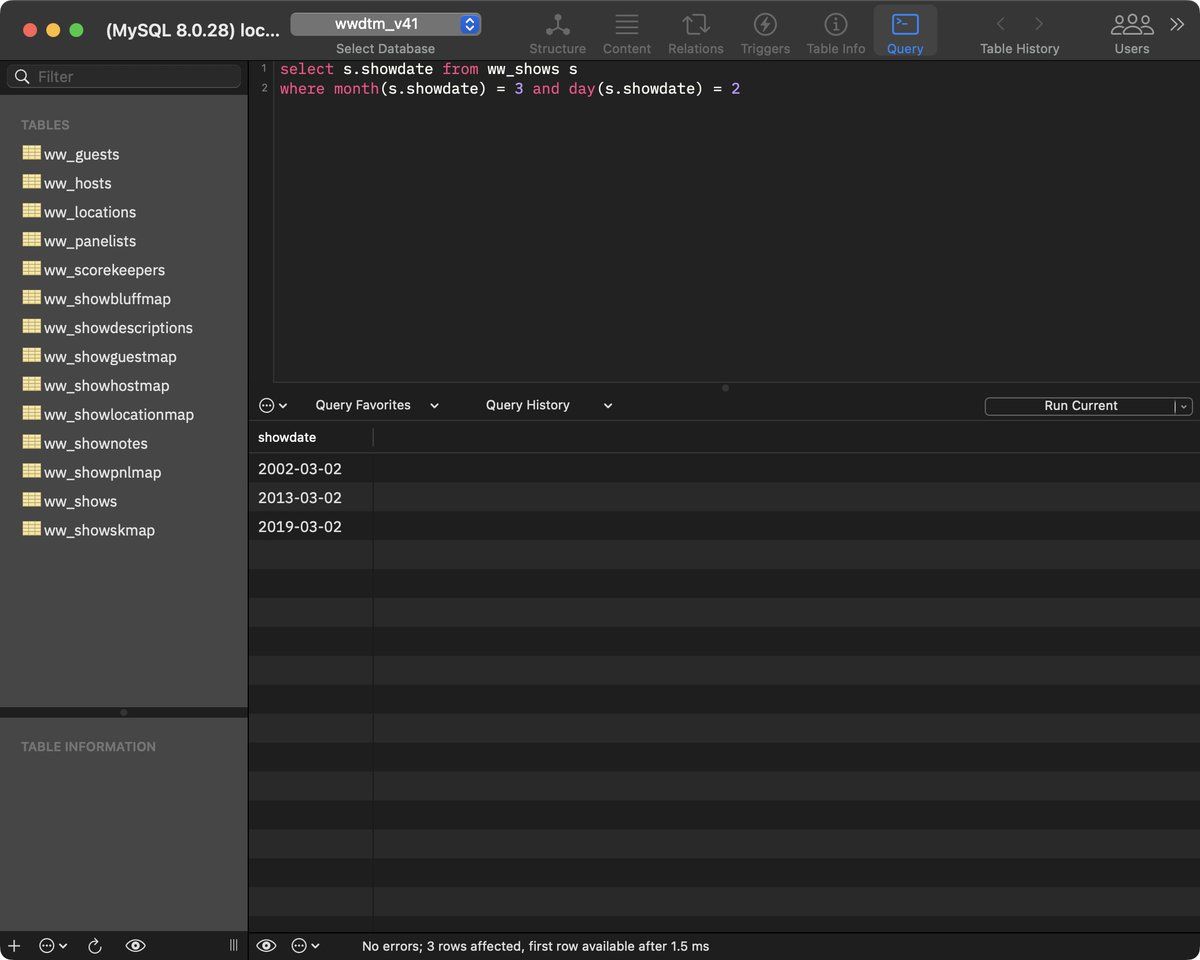 (MySQL 8.0.28) loc...
wwdtm_v41
Select Database
Structure
Content
Relations
Triggers
Table Info
Query
Table History
Users
Filter
TABLES
ww_guests
ww_hosts
ww_locations
ww_panelists
ww_scorekeepers
ww_showbluffmap
ww_showdescriptions
ww_showguestmap
ww_showhostmap
ww_showlocationmap
ww_shownotes
ww_showpnlmap
ww_shows
ww_showskmap
TABLE INFORMATION
1 select s.showdate from ww_shows s
2 where month(s.showdate) = 3 and day(s.showdate) = 2
Query Favorites
Query History
Run Current
showdate
2002-03-02
2013-03-02
2019-03-02
No errors; 3 rows affected, first row available after 1.5 ms